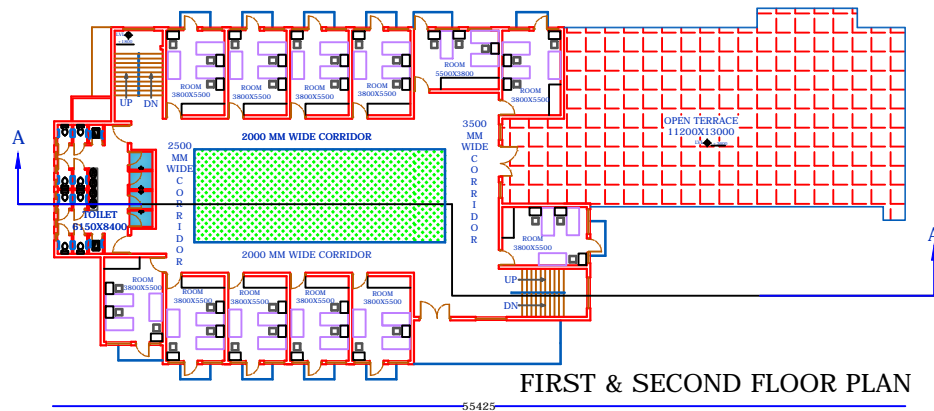 UP DN
ROOM
3800X5500
ROOM
3800X5500
ROOM
3800X5500
ROOM
3800X5500
ROOM
5500X3800
ROOM
3800X5500
OPEN TERRACE
11200X13000
A
2000 MM WIDE CORRIDOR
2500
MM
WIDE
C
O
R
R
I
D
O
R
3500
MM
WIDE
C
O
R
R
I
D
O
R
TOILET
6150X8400
2000 MM WIDE CORRIDOR
ROOM
3800X5500
A
ROOM
3800X5500
ROOM
3800X5500
ROOM
3800X5500
ROOM
3800X5500
ROOM
3800X5500
UP
DN
FIRST & SECOND FLOOR PLAN
55425